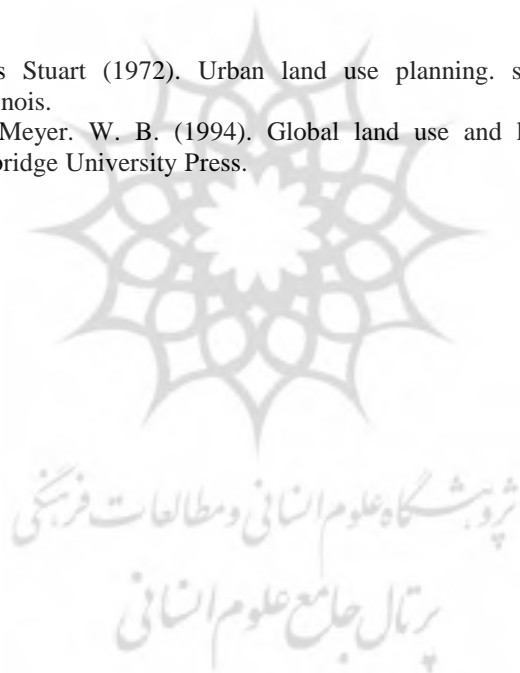 s Stuart (1972). Urban land use planning. s
nois.
Meyer. W. B. (1994). Global land use and l
bridge University Press.
پژوهشگاه علوم انسانی و مطالعات فرهنگی
پرتال جامع علوم انسانی